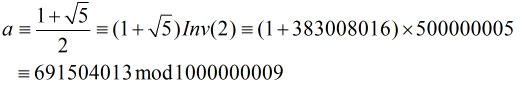 a ≡ (1+√5)/2 ≡ (1+√5)Inv(2) ≡ (1+383008016)×500000005
≡ 691504013 mod 1000000009